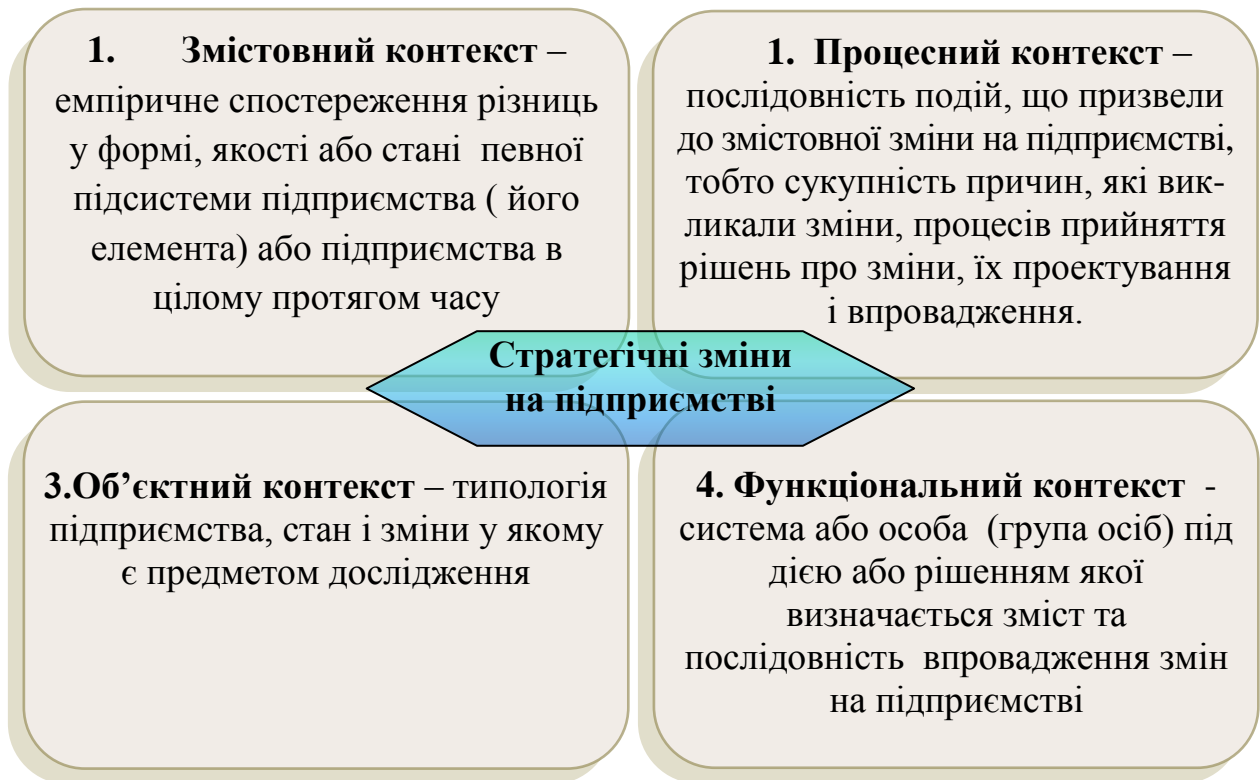 1. Змістовний контекст –
емпіричне спостереження різниць
у формі, якості або стані певної
підсистеми підприємства ( його
елемента) або підприємства в
цілому протягом часу
1. Процесний контекст –
послідовність подій, що призвели
до змістовної зміни на підприємстві,
тобто сукупність причин, які вик-
ликали зміни, процесів прийняття
рішень про зміни, їх проектування
і впровадження.
Стратегічні зміни
на підприємстві
3.Об’єктний контекст – типологія
підприємства, стан і зміни у якому
є предметом дослідження
4. Функціональний контекст -
система або особа (група осіб) під
дією або рішенням якої
визначається зміст та
послідовність впровадження змін
на підприємстві